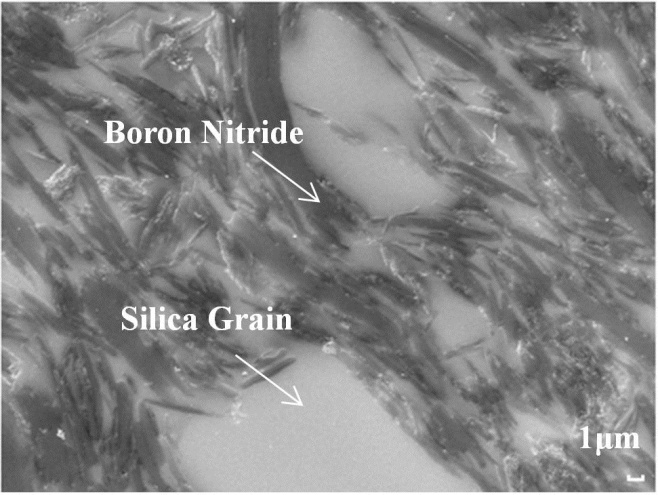 Boron Nitride
Silica Grain
1μm